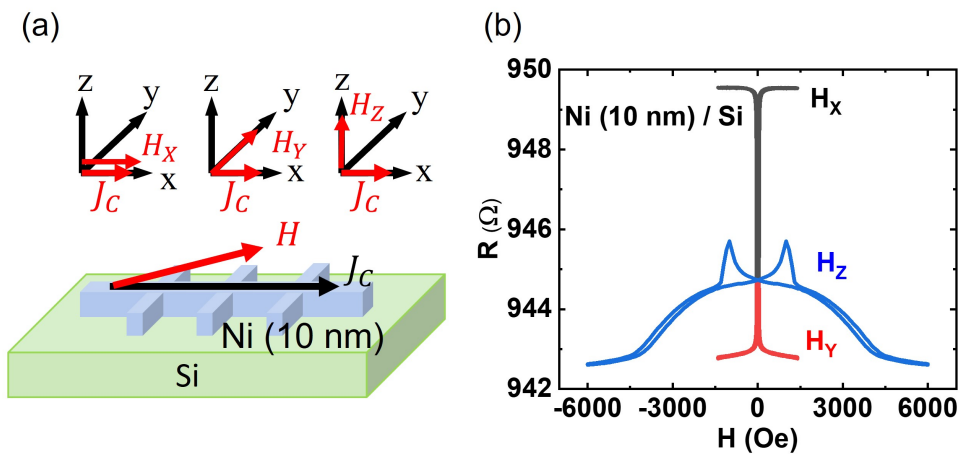 (a)
z
y
H_X
x
J_C
z
y
H_Y
x
J_C
z
H_Z
y
x
J_C
H
J_C
Ni (10 nm)
Si
(b)
950
948
946
944
942
R (Ω)
Ni (10 nm) / Si
H_X
H_Z
H_Y
-6000 -3000 0 3000 6000
H (Oe)